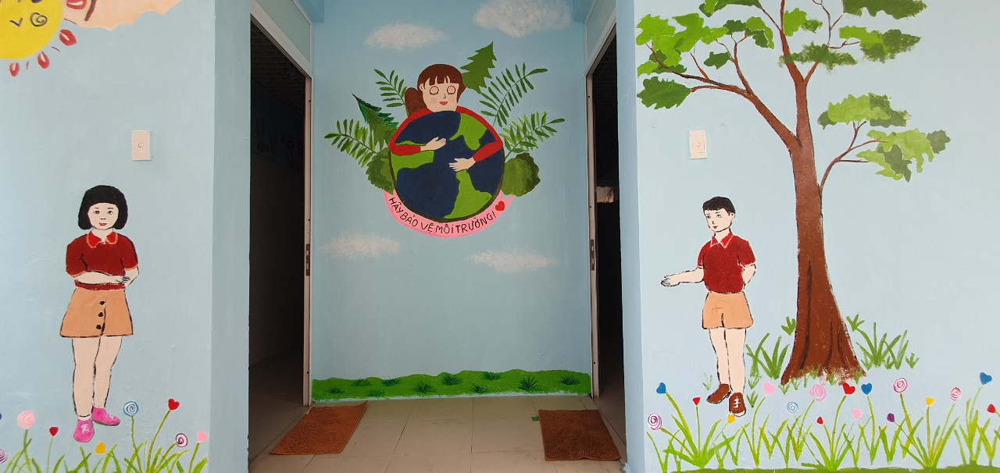 HÃY BẢO VỆ MÔI TRƯỜNG!